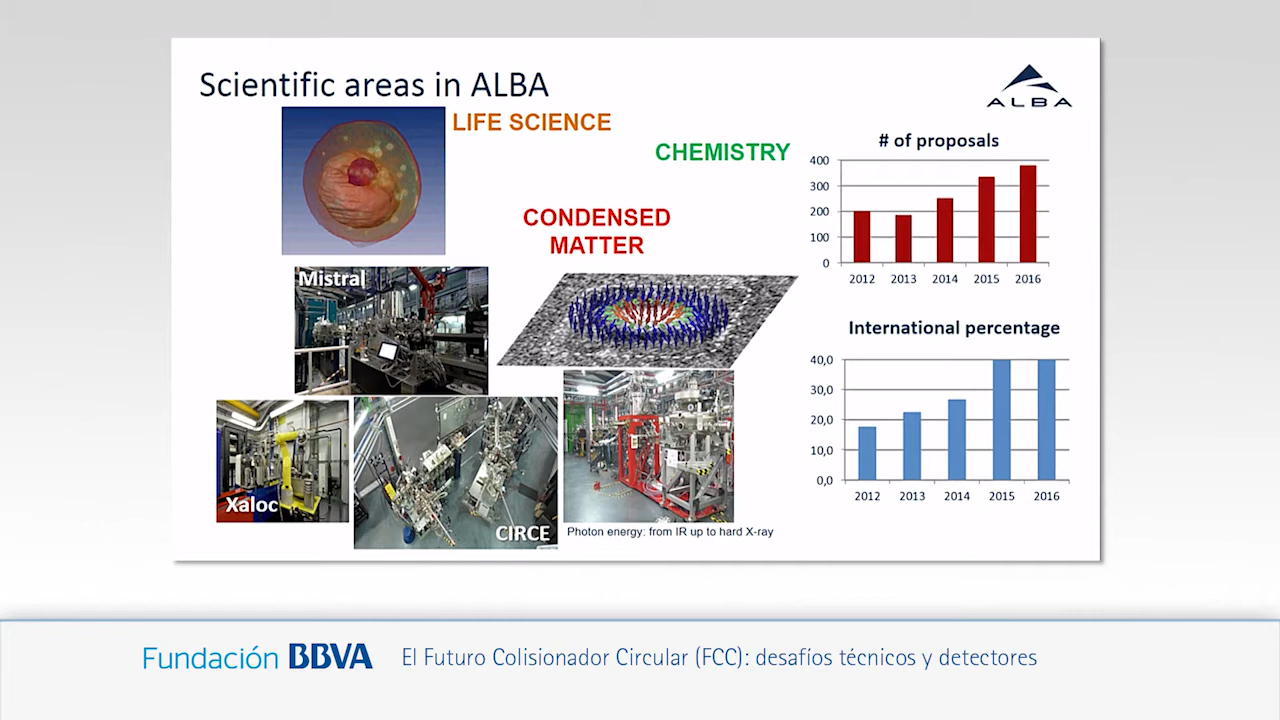 Scientific areas in ALBA
ALBA
LIFE SCIENCE
CHEMISTRY
CONDENSED
MATTER
Mistral
Xaloc
CIRCE
Photon energy: from IR up to hard X-ray
# of proposals
400
300
200
100
0
2012 2013 2014 2015 2016
International percentage
40,0
30,0
20,0
10,0
0,0
2012 2013 2014 2015 2016
Fundación BBVA
El Futuro Colisionador Circular (FCC): desafíos técnicos y detectores